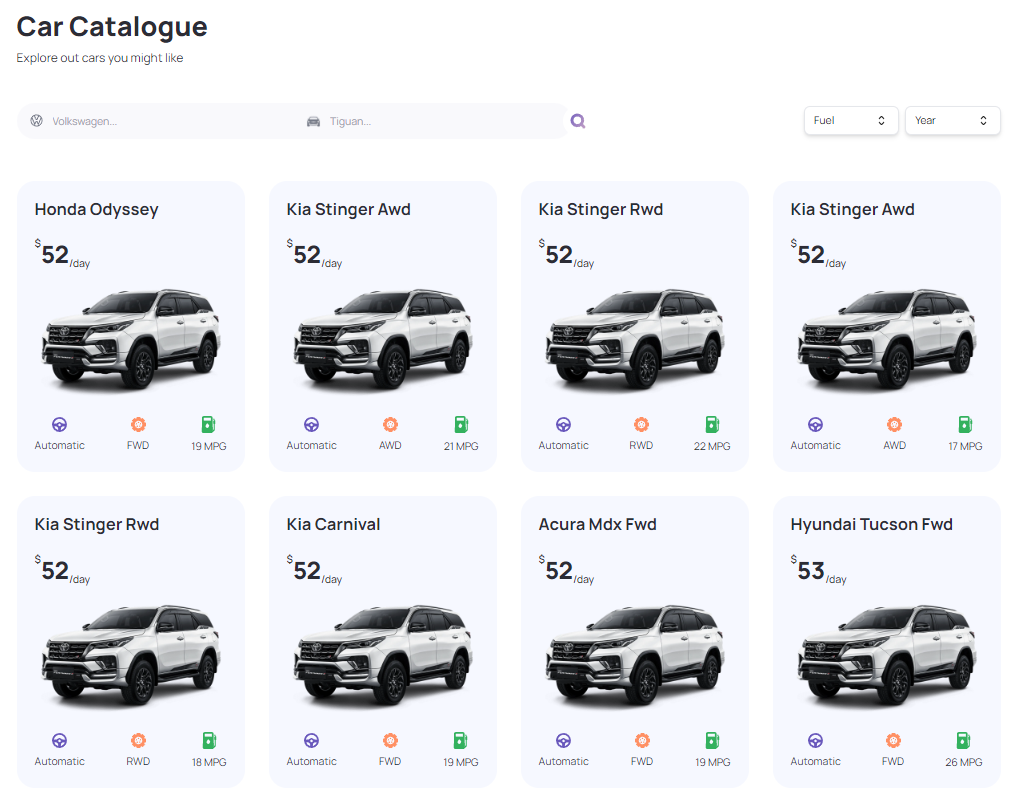 Car Catalogue
Explore out cars you might like
Volkswagen...
Tiguan...
Fuel
Year
Honda Odyssey
$52/day
Automatic
FWD
19 MPG
Kia Stinger Awd
$52/day
Automatic
AWD
21 MPG
Kia Stinger Rwd
$52/day
Automatic
RWD
22 MPG
Kia Stinger Awd
$52/day
Automatic
AWD
17 MPG
Kia Stinger Rwd
$52/day
Automatic
RWD
18 MPG
Kia Carnival
$52/day
Automatic
FWD
19 MPG
Acura Mdx Fwd
$52/day
Automatic
FWD
19 MPG
Hyundai Tucson Fwd
$53/day
Automatic
FWD
26 MPG